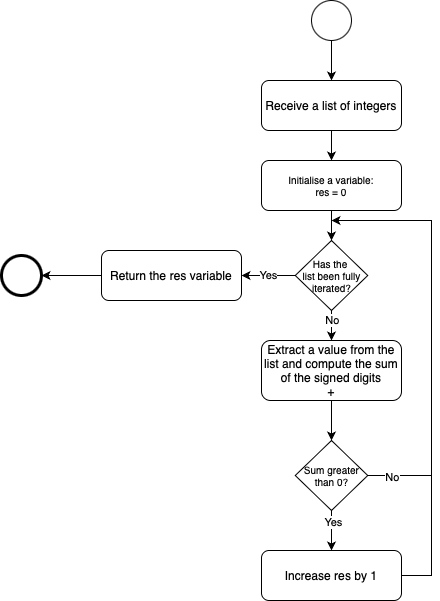 Receive a list of integers
Initialise a variable:
res = 0
Has the
list been fully
iterated?
Yes
Return the res variable
No
Extract a value from the
list and compute the sum
of the signed digits
+
Sum greater
than 0?
No
Yes
Increase res by 1